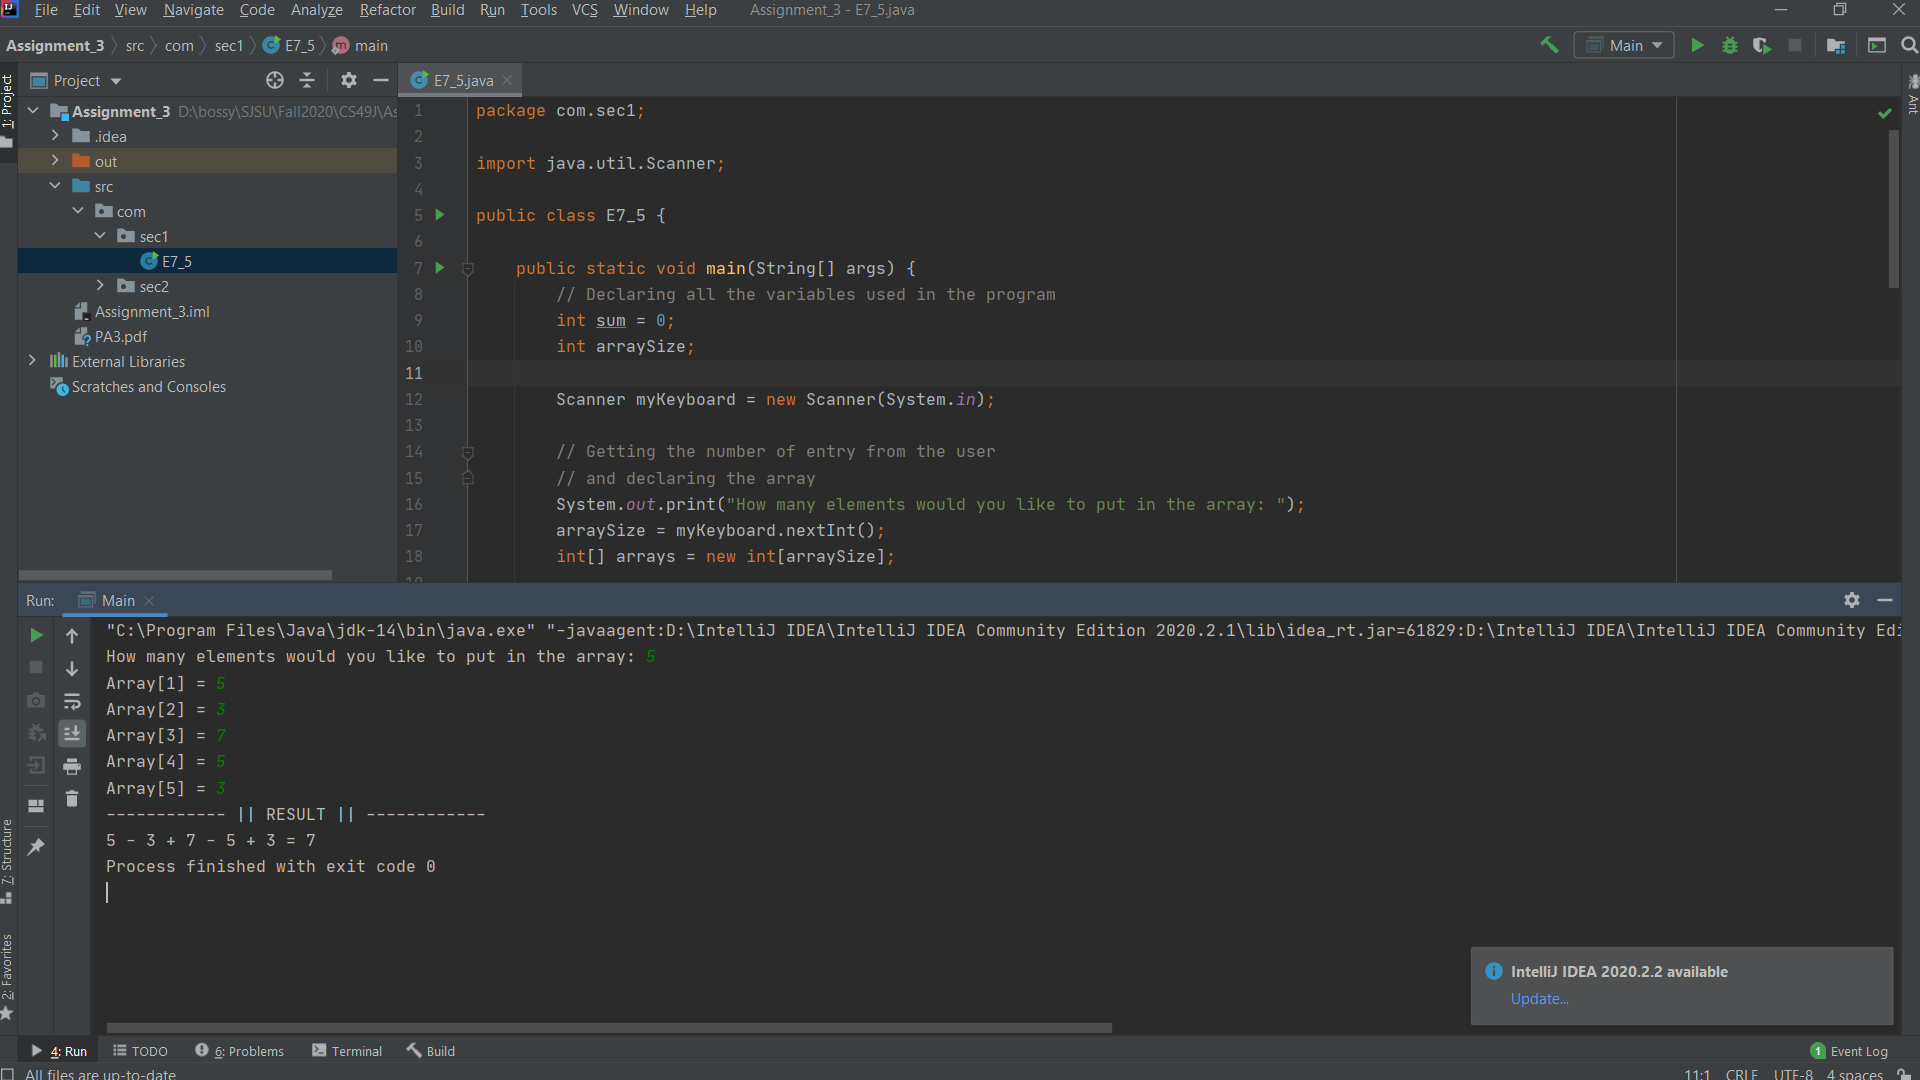 File Edit View Navigate Code Analyze Refactor Build Run Tools VCS Window Help Assignment_3 - E7_5.java
Assignment_3 src com sec1 E7_5 main Main
1: Project
Project
Assignment_3 D:\bossy\SJSU\Fall2020\CS49J\As
.idea
out
src
com
sec1
E7_5
sec2
Assignment_3.iml
PA3.pdf
External Libraries
Scratches and Consoles
E7_5.java
Ant
1 package com.sec1;
2
3 import java.util.Scanner;
4
5 public class E7_5 {
6
7 public static void main(String[] args) {
8 // Declaring all the variables used in the program
9 int sum = 0;
10 int arraySize;
11
12 Scanner myKeyboard = new Scanner(System.in);
13
14 // Getting the number of entry from the user
15 // and declaring the array
16 System.out.print("How many elements would you like to put in the array: ");
17 arraySize = myKeyboard.nextInt();
18 int[] arrays = new int[arraySize];
19
Run: Main
"C:\Program Files\Java\jdk-14\bin\java.exe" "-javaagent:D:\IntelliJ IDEA\IntelliJ IDEA Community Edition 2020.2.1\lib\idea_rt.jar=61829:D:\IntelliJ IDEA\IntelliJ IDEA Community Edi
How many elements would you like to put in the array: 5
Array[1] = 5
Array[2] = 3
Array[3] = 7
Array[4] = 5
Array[5] = 3
------------ || RESULT || ------------
5 - 3 + 7 - 5 + 3 = 7
Process finished with exit code 0
7: Structure
2: Favorites
IntelliJ IDEA 2020.2.2 available
Update...
4: Run TODO 6: Problems Terminal Build 1 Event Log
All files are up-to-date 11:1 CRLF UTF-8 4 spaces